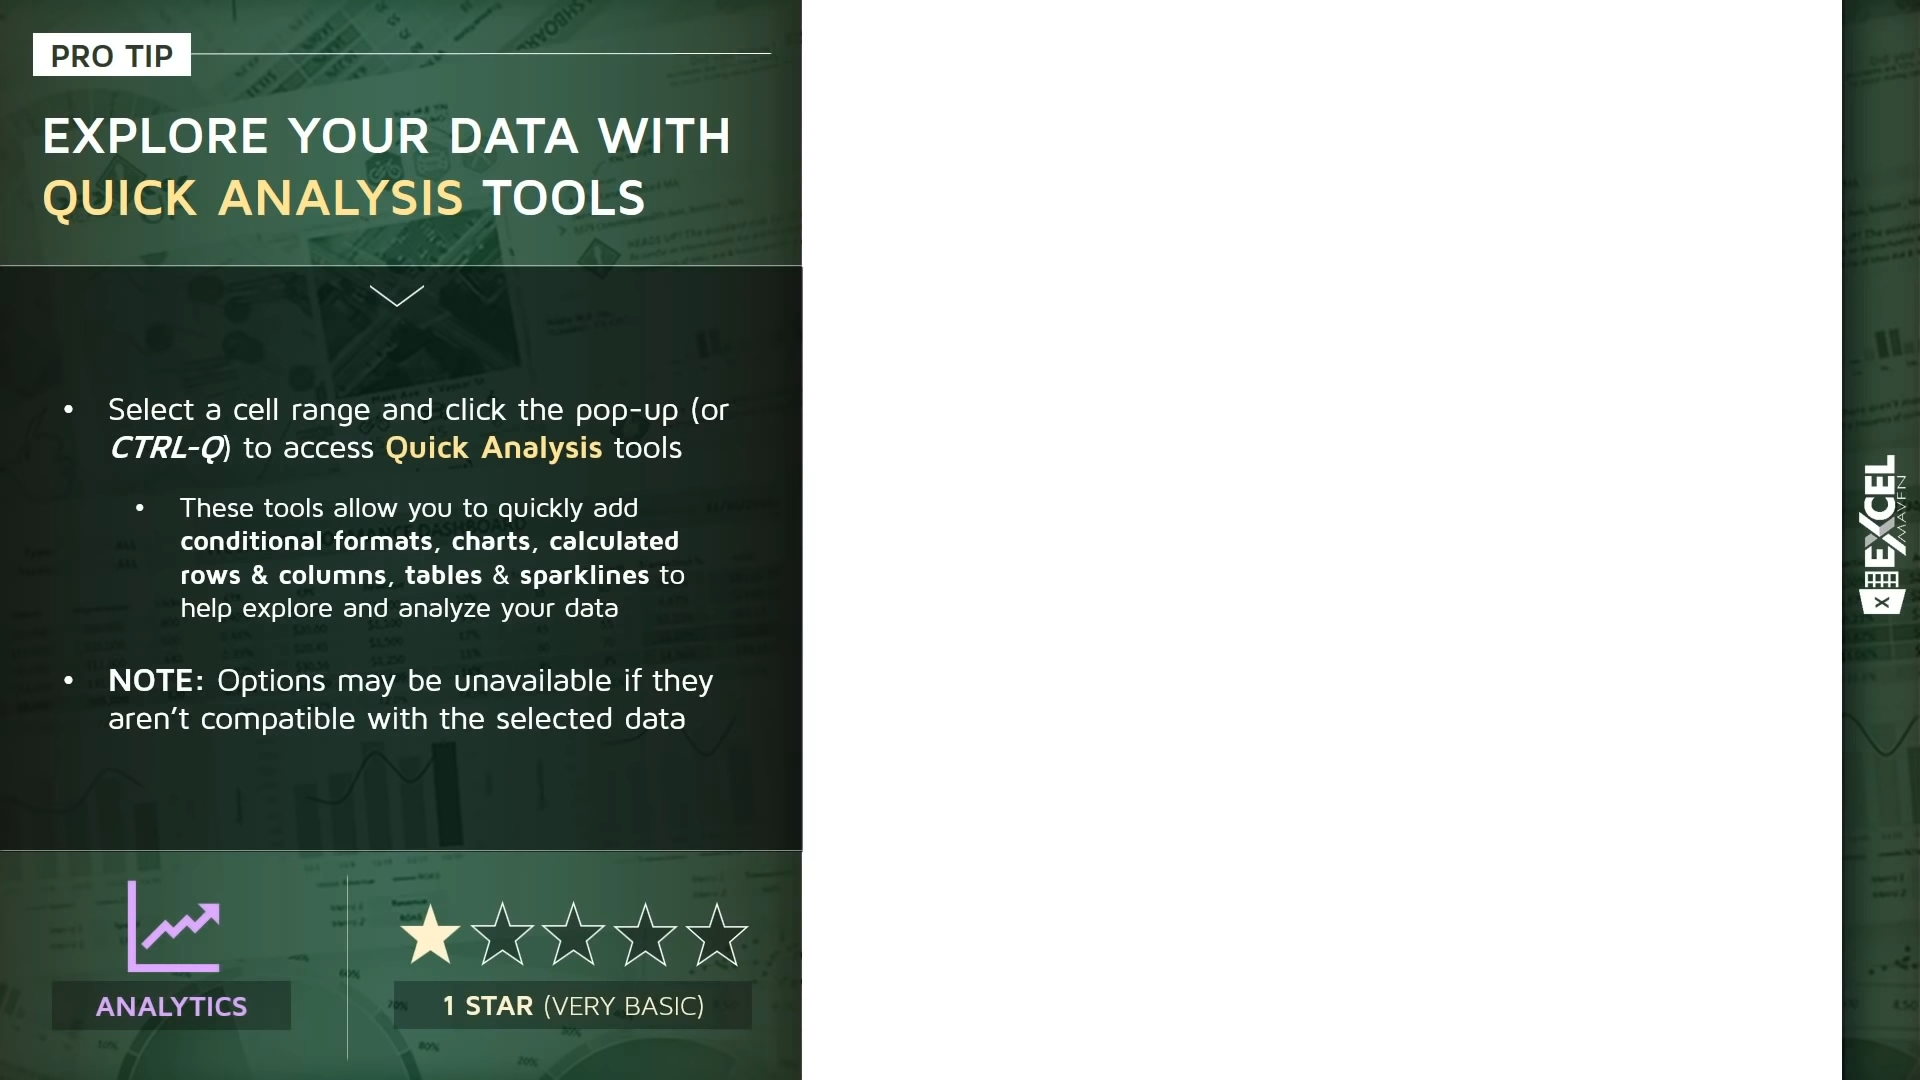 PRO TIP
EXPLORE YOUR DATA WITH
QUICK ANALYSIS TOOLS
• Select a cell range and click the pop-up (or
CTRL-Q) to access Quick Analysis tools
• These tools allow you to quickly add
conditional formats, charts, calculated
rows & columns, tables & sparklines to
help explore and analyze your data
• NOTE: Options may be unavailable if they
aren’t compatible with the selected data
ANALYTICS
1 STAR (VERY BASIC)
X EXCEL
MAVEN